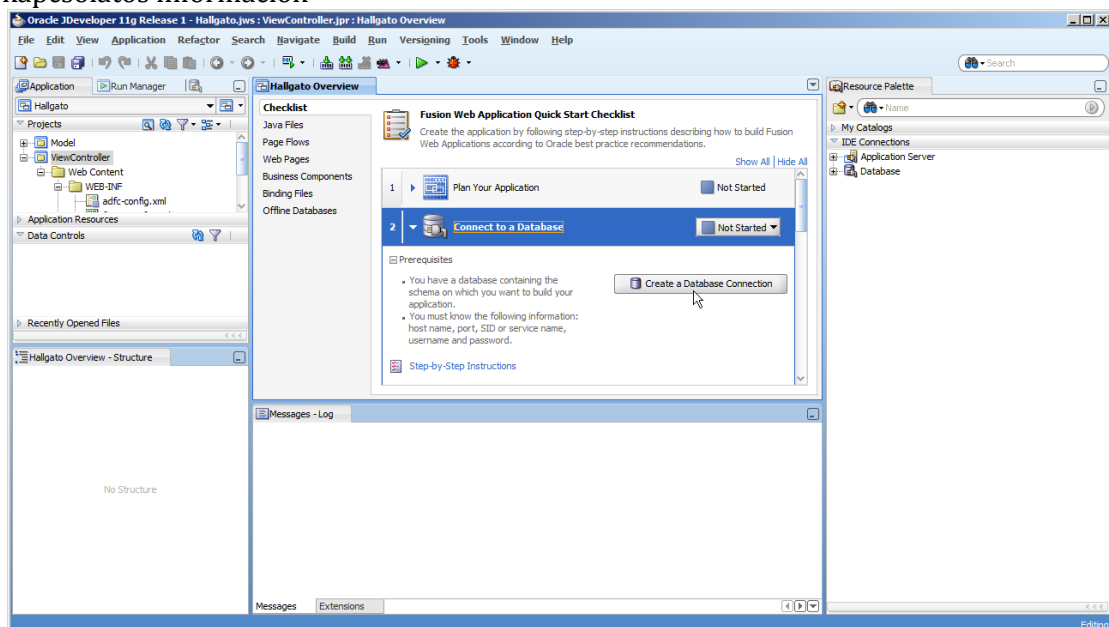 Oracle JDeveloper 11g Release 1 - Hallgato.jws : ViewController.jpr : Hallgato Overview
File Edit View Application Refactor Search Navigate Build Run Versioning Tools Window Help
Search
Application Run Manager
Hallgato
Projects
Model
ViewController
Web Content
WEB-INF
adfc-config.xml
Application Resources
Data Controls
Recently Opened Files
Hallgato Overview - Structure
No Structure
Hallgato Overview
Checklist
Java Files
Page Flows
Web Pages
Business Components
Binding Files
Offline Databases
Fusion Web Application Quick Start Checklist
Create the application by following step-by-step instructions describing how to build Fusion
Web Applications according to Oracle best practice recommendations.
Show All | Hide All
1 Plan Your Application Not Started
2 Connect to a Database Not Started
Prerequisites
You have a database containing the
schema on which you want to build your
application.
You must know the following information:
host name, port, SID or service name,
username and password.
Create a Database Connection
Step-by-Step Instructions
Messages - Log
Messages Extensions
Resource Palette
Name
My Catalogs
IDE Connections
Application Server
Database
Editing